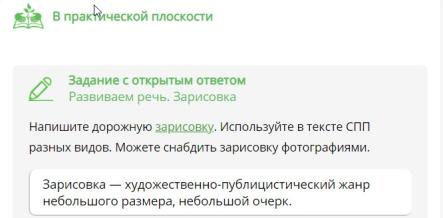 В практической плоскости
Задание с открытым ответом
Развиваем речь. Зарисовка
Напишите дорожную зарисовку. Используйте в тексте СПП
разных видов. Можете снабдить зарисовку фотографиями.
Зарисовка — художественно-публицистический жанр
небольшого размера, небольшой очерк.